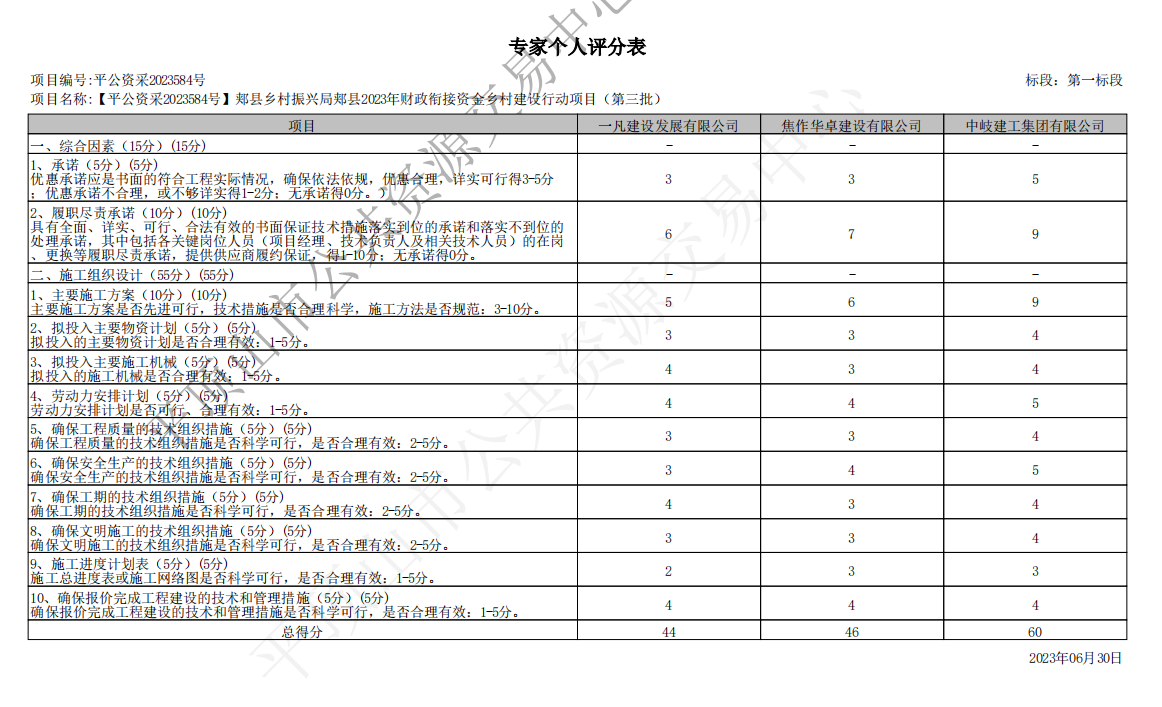 专家个人评分表
项目编号:平公资采2023584号 标段：第一标段
项目名称:【平公资采2023584号】郏县乡村振兴局郏县2023年财政衔接资金乡村建设行动项目（第三批）
项目 一凡建设发展有限公司 焦作华卓建设有限公司 中岐建工集团有限公司
一、综合因素（15分）(15分) - - -
1、承诺（5分）(5分)
优惠承诺应是书面的符合工程实际情况，确保依法依规，优惠合理，详实可行得3-5分 3 3 5
；优惠承诺不合理，或不够详实得1-2分；无承诺得0分。）
2、履职尽责承诺（10分）(10分)
具有全面、详实、可行、合法有效的书面保证技术措施落实到位的承诺和落实不到位的
处理承诺，其中包括各关键岗位人员（项目经理、技术负责人及相关技术人员）的在岗 6 7 9
、更换等履职尽责承诺，提供供应商履约保证，得1-10分；无承诺得0分。
二、施工组织设计（55分）(55分) - - -
1、主要施工方案（10分）(10分)
主要施工方案是否先进可行，技术措施是否合理科学，施工方法是否规范：3-10分。 5 6 9
2、拟投入主要物资计划（5分）(5分)
拟投入的主要物资计划是否合理有效：1-5分。 3 3 4
3、拟投入主要施工机械（5分）(5分)
拟投入的施工机械是否合理有效：1-5分。 4 3 4
4、劳动力安排计划（5分）(5分)
劳动力安排计划是否可行、合理有效：1-5分。 4 4 5
5、确保工程质量的技术组织措施（5分）(5分)
确保工程质量的技术组织措施是否科学可行，是否合理有效：2-5分。 3 3 4
6、确保安全生产的技术组织措施（5分）(5分)
确保安全生产的技术组织措施是否科学可行，是否合理有效：2-5分。 3 4 5
7、确保工期的技术组织措施（5分）(5分)
确保工期的技术组织措施是否科学可行，是否合理有效：2-5分。 4 3 4
8、确保文明施工的技术组织措施（5分）(5分)
确保文明施工的技术组织措施是否科学可行，是否合理有效：2-5分。 3 3 4
9、施工进度计划表（5分）(5分)
施工总进度表或施工网络图是否科学可行，是否合理有效：1-5分。 2 3 3
10、确保报价完成工程建设的技术和管理措施（5分）(5分)
确保报价完成工程建设的技术和管理措施是否科学可行，是否合理有效：1-5分。 4 4 4
总得分 44 46 60
2023年06月30日
平顶山市公共资源交易中心
平顶山市公共资源交易中心